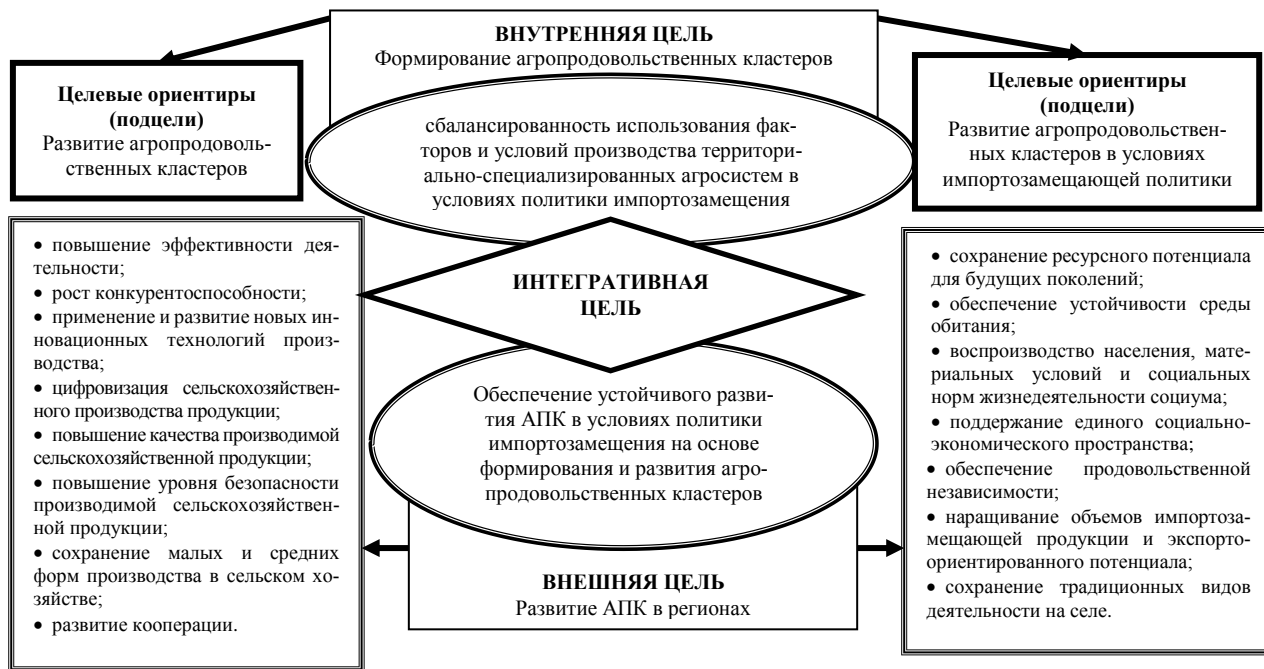 ВНУТРЕННЯЯ ЦЕЛЬ
Формирование агропродовольственных кластеров
Целевые ориентиры
(подцели)
Развитие агропродоволь-
ственных кластеров
сбалансированность использования фак-
торов и условий производства территори-
ально-специализированных агросистем в
условиях политики импортозамещения
Целевые ориентиры
(подцели)
Развитие агропродовольствен-
ных кластеров в условиях
импортозамещающей политики
• повышение эффективности дея-
тельности;
• рост конкурентоспособности;
• применение и развитие новых ин-
новационных технологий произ-
водства;
• цифровизация сельскохозяйствен-
ного производства продукции;
• повышение качества производимой
сельскохозяйственной продукции;
• повышение уровня безопасности
производимой сельскохозяйствен-
ной продукции;
• сохранение малых и средних
форм производства в сельском хо-
зяйстве;
• развитие кооперации.
ИНТЕГРАТИВНАЯ
ЦЕЛЬ
Обеспечение устойчивого разви-
тия АПК в условиях политики
импортозамещения на основе
формирования и развития агро-
продовольственных кластеров
ВНЕШНЯЯ ЦЕЛЬ
Развитие АПК в регионах
• сохранение ресурсного потенциала
для будущих поколений;
• обеспечение устойчивости среды
обитания;
• воспроизводство населения, мате-
риальных условий и социальных
норм жизнедеятельности социума;
• поддержание единого социально-
экономического пространства;
• обеспечение продовольственной
независимости;
• наращивание объемов импортоза-
мещающей продукции и экспорто-
ориентированного потенциала;
• сохранение традиционных видов
деятельности на селе.